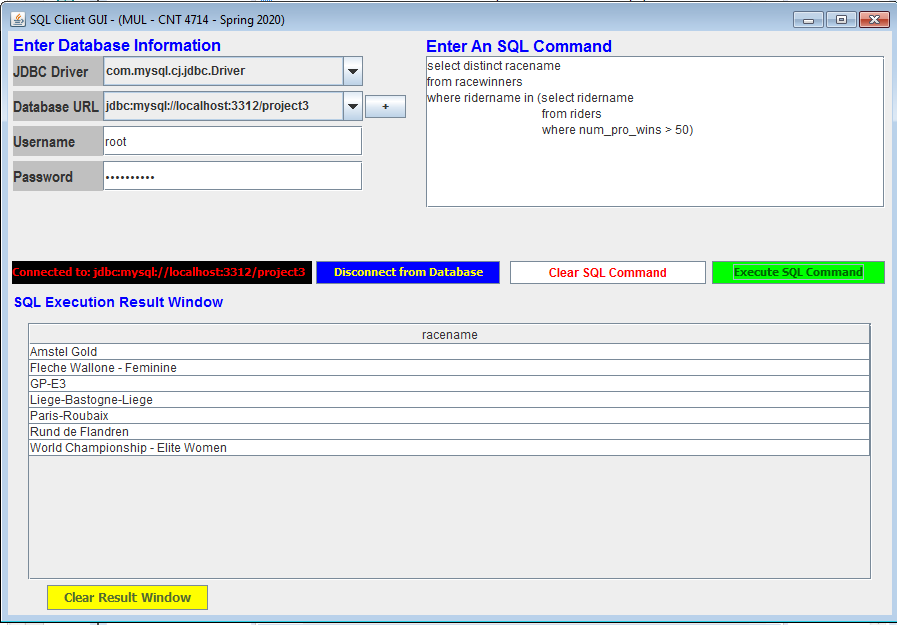 SQL Client GUI - (MUL - CNT 4714 - Spring 2020)
Enter Database Information
JDBC Driver com.mysql.cj.jdbc.Driver
Database URL jdbc:mysql://localhost:3312/project3 +
Username root
Password ••••••••••
Enter An SQL Command
select distinct racename
from racewinners
where ridername in (select ridername
from riders
where num_pro_wins > 50)
Connected to: jdbc:mysql://localhost:3312/project3 Disconnect from Database Clear SQL Command Execute SQL Command
SQL Execution Result Window
racename
Amstel Gold
Fleche Wallone - Feminine
GP-E3
Liege-Bastogne-Liege
Paris-Roubaix
Rund de Flandren
World Championship - Elite Women
Clear Result Window